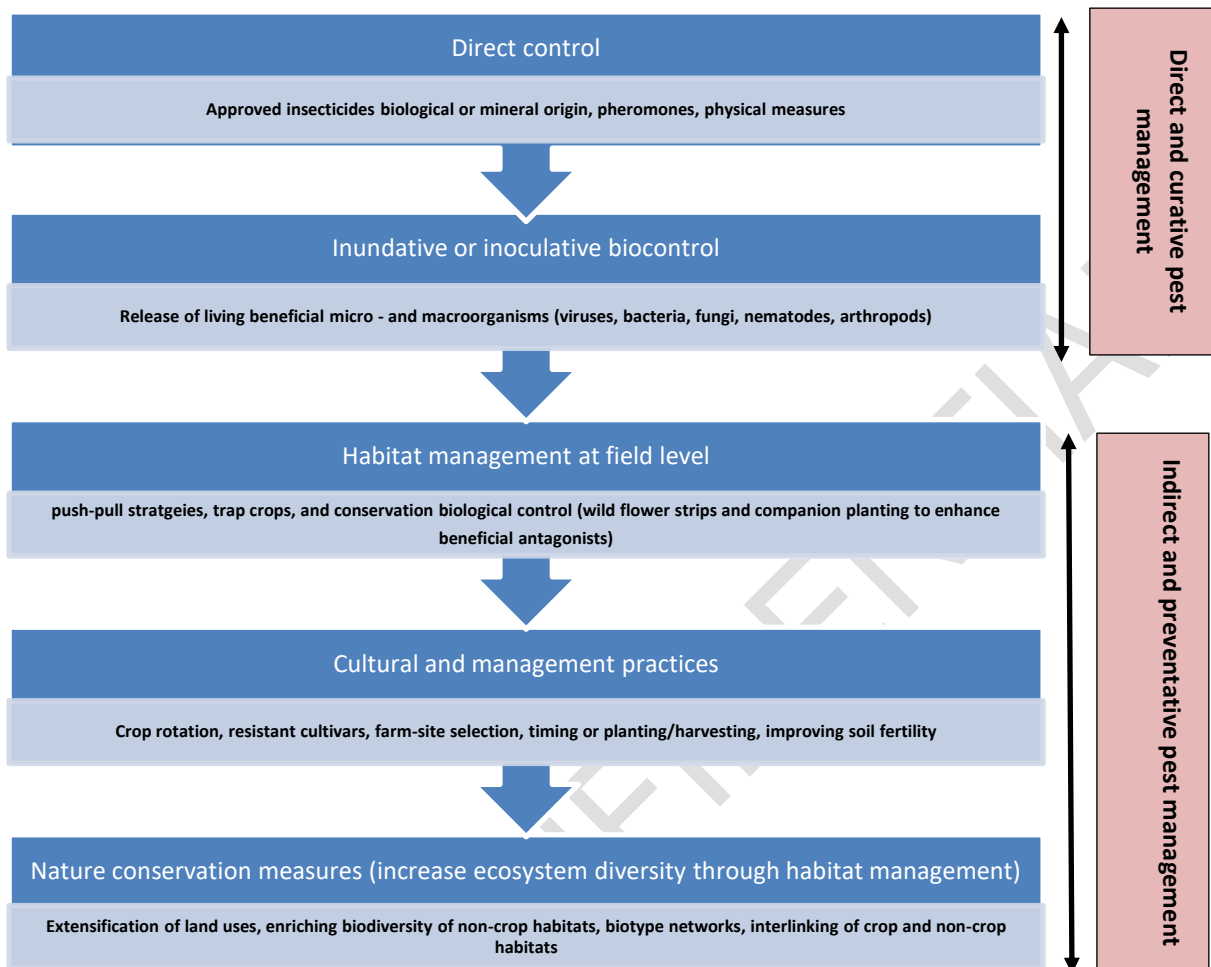 Direct control
Approved insecticides biological or mineral origin, pheromones, physical measures
Inundative or inoculative biocontrol
Release of living beneficial micro - and macroorganisms (viruses, bacteria, fungi, nematodes, arthropods)
Habitat management at field level
push-pull stratgeies, trap crops, and conservation biological control (wild flower strips and companion planting to enhance
beneficial antagonists)
Cultural and management practices
Crop rotation, resistant cultivars, farm-site selection, timing or planting/harvesting, improving soil fertility
Nature conservation measures (increase ecosystem diversity through habitat management)
Extensification of land uses, enriching biodiversity of non-crop habitats, biotype networks, interlinking of crop and non-crop
habitats
Direct and curative pest
management
Indirect and preventative pest management